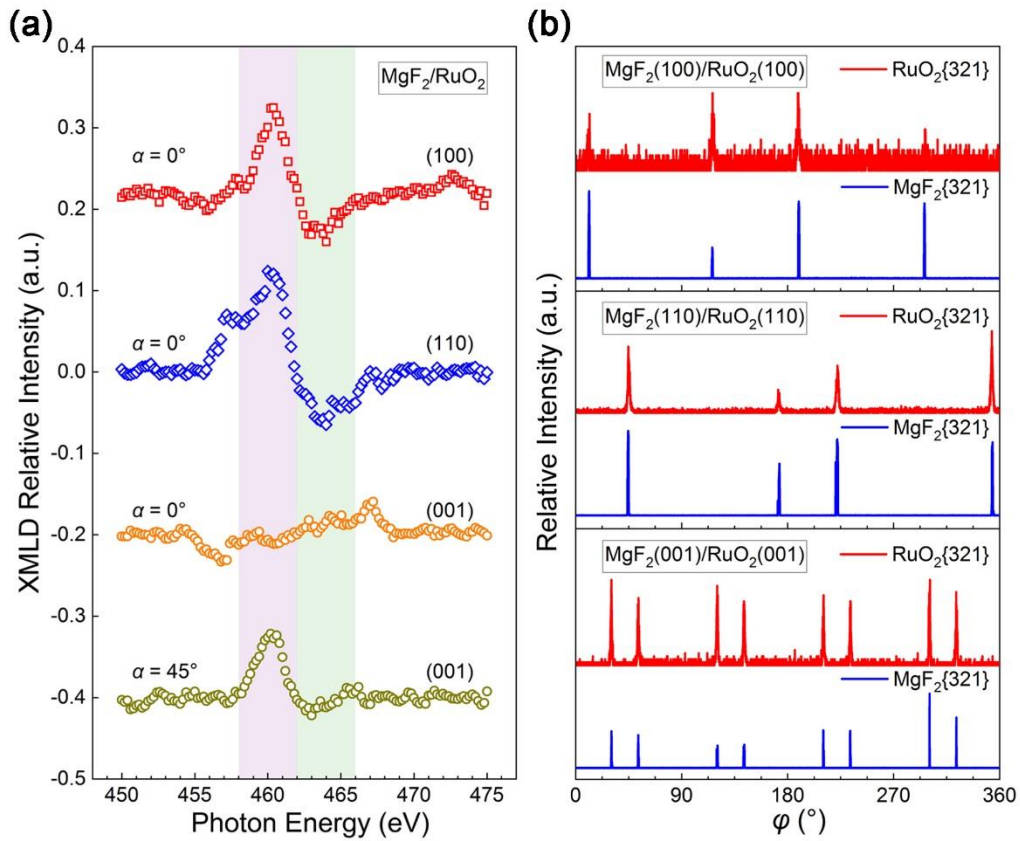 (a)
XMLD Relative Intensity (a.u.)
0.4
0.3
0.2
0.1
0.0
-0.1
-0.2
-0.3
-0.4
-0.5
MgF₂/RuO₂
α = 0° (100)
α = 0° (110)
α = 0° (001)
α = 45° (001)
450 455 460 465 470 475
Photon Energy (eV)
(b)
Relative Intensity (a.u.)
MgF₂(100)/RuO₂(100) RuO₂{321}
MgF₂{321}
MgF₂(110)/RuO₂(110) RuO₂{321}
MgF₂{321}
MgF₂(001)/RuO₂(001) RuO₂{321}
MgF₂{321}
0 90 180 270 360
φ (°)